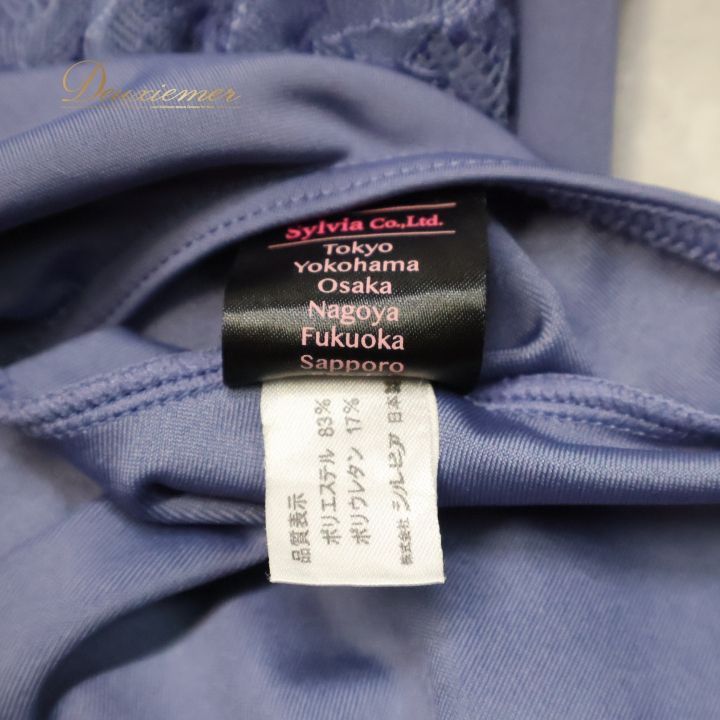 Deuxiemer
Sylvia Co.,Ltd.
Tokyo
Yokohama
Osaka
Nagoya
Fukuoka
Sapporo
品質表示
ポリエステル 83%
ポリウレタン 17%
株式会社 シルビア 日本製